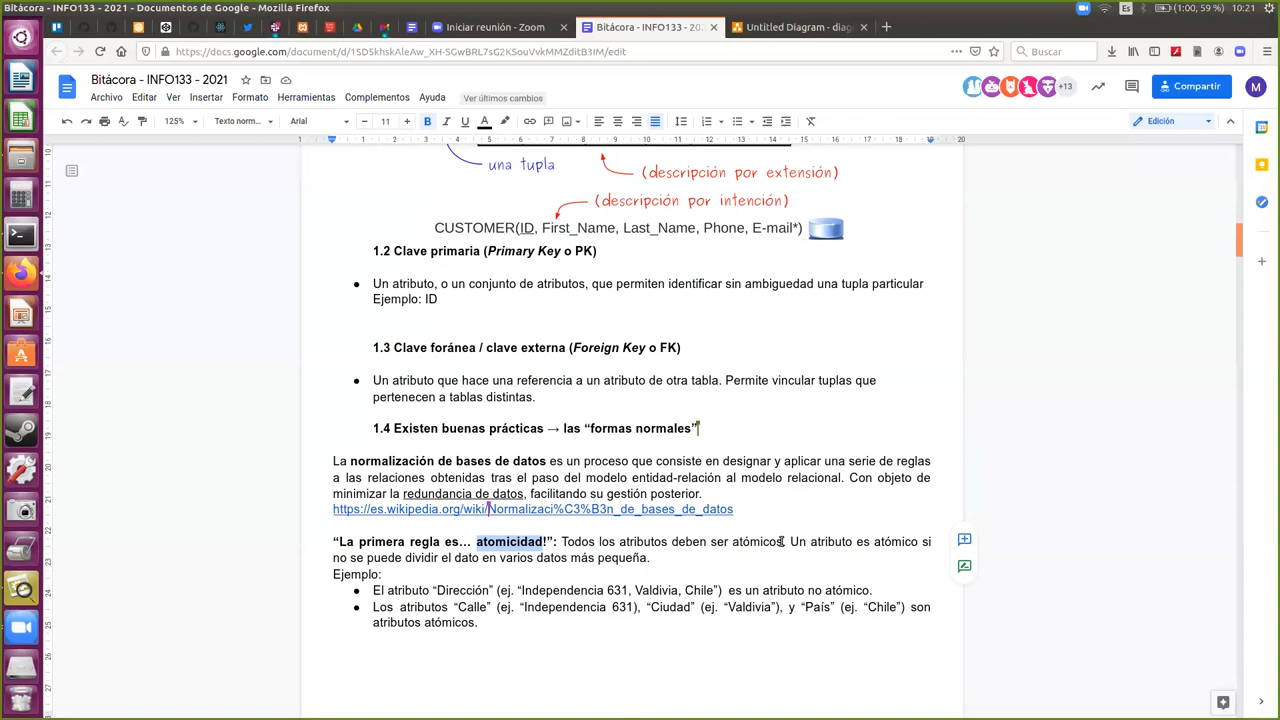 Bitácora - INFO133 - 2021 - Documentos de Google - Mozilla Firefox
Es
(1:00, 59 %)
10:21
Iniciar reunión - Zoom
Bitácora - INFO133 - 20
Untitled Diagram - diag
https://docs.google.com/document/d/1SD5khskAleAw_XH-SGwBRL7sG2KSouVvkMMZditB3IM/edit
Buscar
Bitácora - INFO133 - 2021
Archivo Editar Ver Insertar Formato Herramientas Complementos Ayuda Ver últimos cambios
+13
Compartir
M
125%
Texto norm...
Arial
11
Edición
una tupla
(descripción por extensión)
(descripción por intención)
CUSTOMER(ID, First_Name, Last_Name, Phone, E-mail*)
1.2 Clave primaria (Primary Key o PK)
● Un atributo, o un conjunto de atributos, que permiten identificar sin ambiguedad una tupla particular
Ejemplo: ID
1.3 Clave foránea / clave externa (Foreign Key o FK)
● Un atributo que hace una referencia a un atributo de otra tabla. Permite vincular tuplas que
pertenecen a tablas distintas.
1.4 Existen buenas prácticas → las “formas normales”
La normalización de bases de datos es un proceso que consiste en designar y aplicar una serie de reglas
a las relaciones obtenidas tras el paso del modelo entidad-relación al modelo relacional. Con objeto de
minimizar la redundancia de datos, facilitando su gestión posterior.
https://es.wikipedia.org/wiki/Normalizaci%C3%B3n_de_bases_de_datos
“La primera regla es... atomicidad!”: Todos los atributos deben ser atómicos. Un atributo es atómico si
no se puede dividir el dato en varios datos más pequeña.
Ejemplo:
● El atributo “Dirección” (ej. “Independencia 631, Valdivia, Chile”) es un atributo no atómico.
● Los atributos “Calle” (ej. “Independencia 631), “Ciudad” (ej. “Valdivia”), y “País” (ej. “Chile”) son
atributos atómicos.